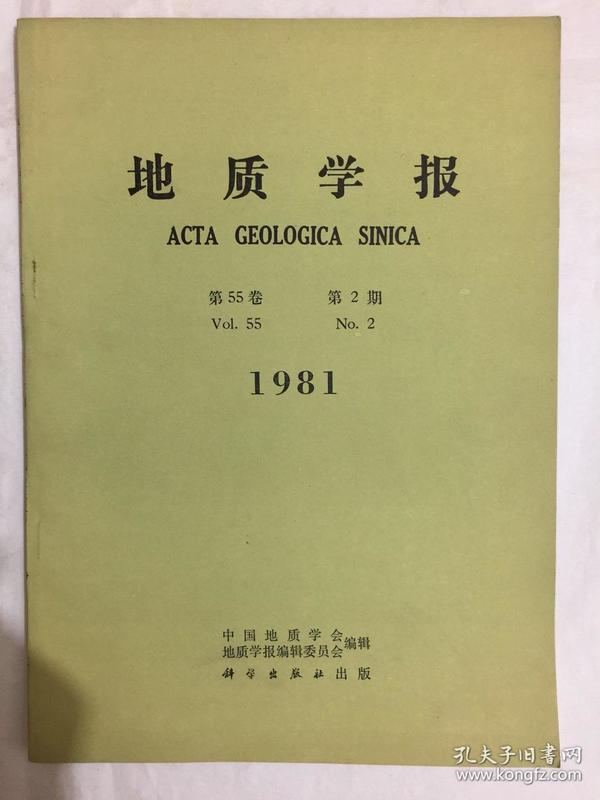 地质学报
ACTA GEOLOGICA SINICA
第55卷 第2期
Vol. 55 No. 2
1981
中国地质学会
地质学报编辑委员会 编辑
科学出版社 出版
孔夫子旧書网
www.kongfz.com